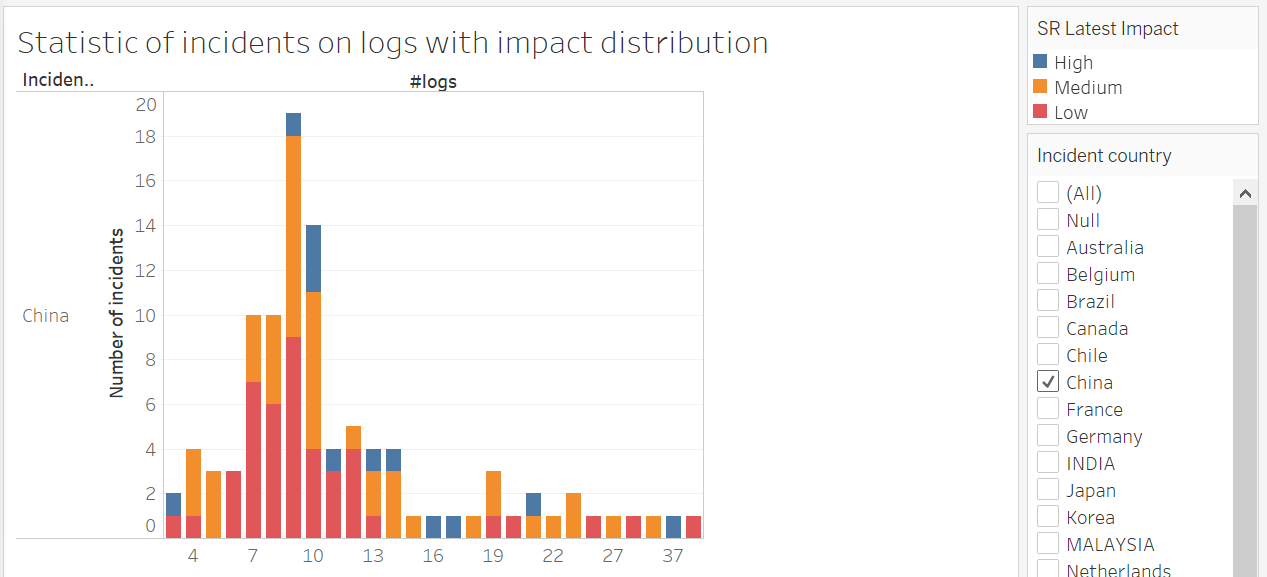 Statistic of incidents on logs with impact distribution
Inciden..
#logs
20
18
16
14
12
10
8
6
4
2
0
Number of incidents
China
4 7 10 13 16 19 22 27 37
SR Latest Impact
High
Medium
Low
Incident country
(All)
Null
Australia
Belgium
Brazil
Canada
Chile
China
France
Germany
INDIA
Japan
Korea
MALAYSIA
Netherlands